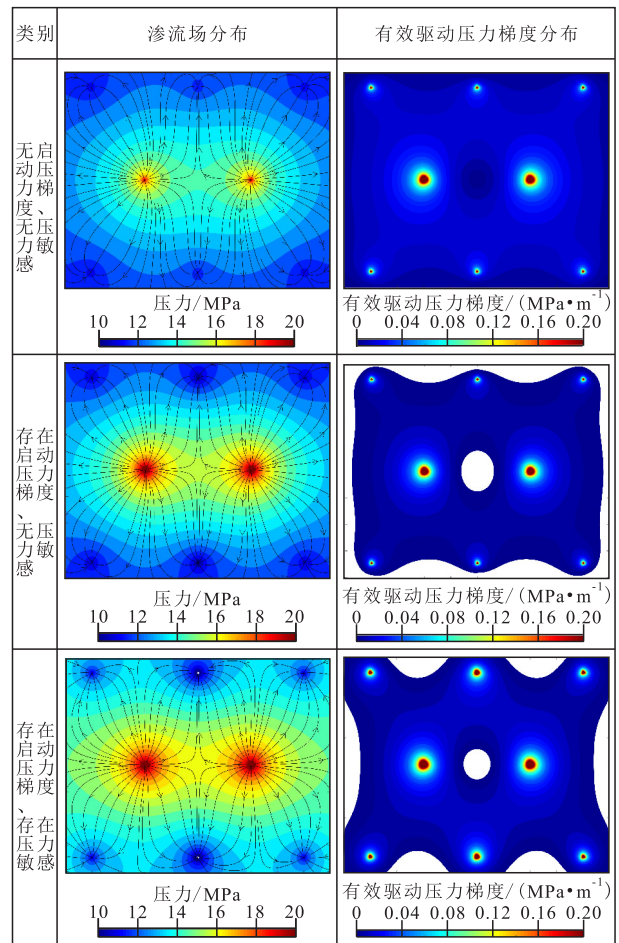 类别 渗流场分布 有效驱动压力梯度分布
无启
动压
力梯
度、
无压
力敏
感
压力/MPa
10 12 14 16 18 20
有效驱动压力梯度/(MPa•m⁻¹)
0 0.04 0.08 0.12 0.16 0.20
存在
启动
压力
梯度
、
无压
力敏
感
压力/MPa
10 12 14 16 18 20
有效驱动压力梯度/(MPa•m⁻¹)
0 0.04 0.08 0.12 0.16 0.20
存在
启动
压力
梯度
、
存在
压力
敏感
压力/MPa
10 12 14 16 18 20
有效驱动压力梯度/(MPa•m⁻¹)
0 0.04 0.08 0.12 0.16 0.20